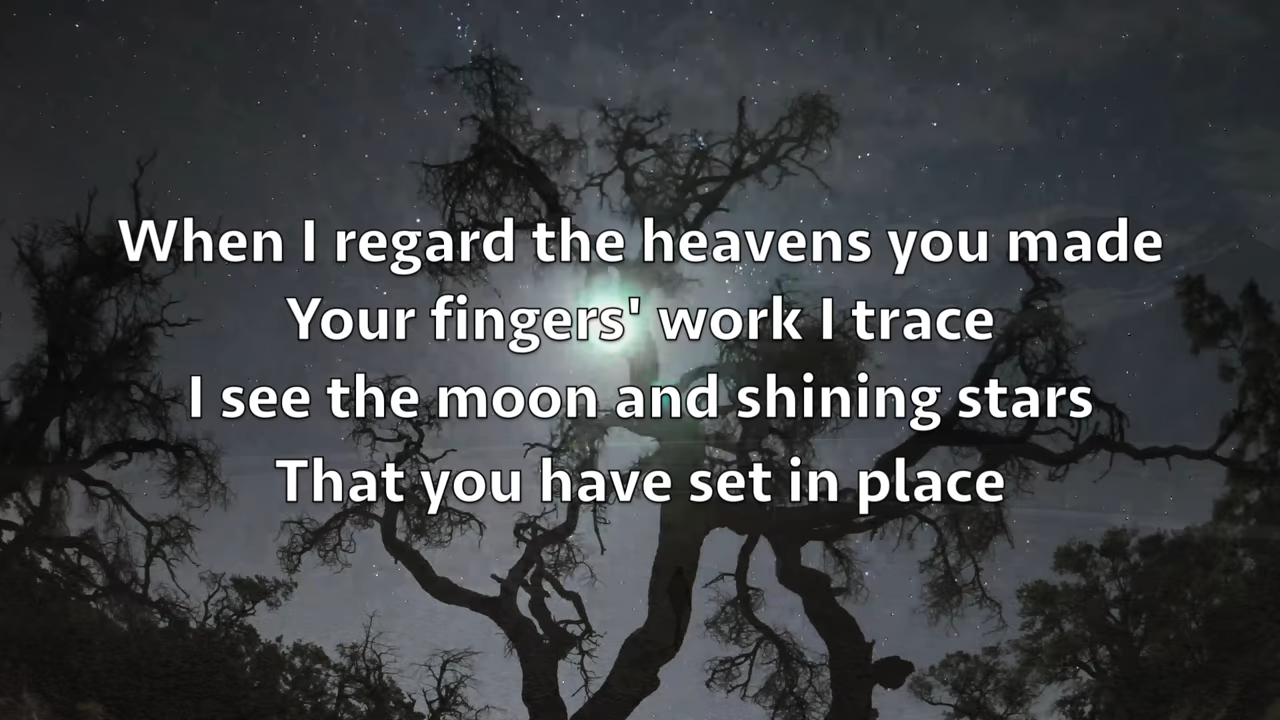 When I regard the heavens you made
Your fingers' work I trace
I see the moon and shining stars
That you have set in place